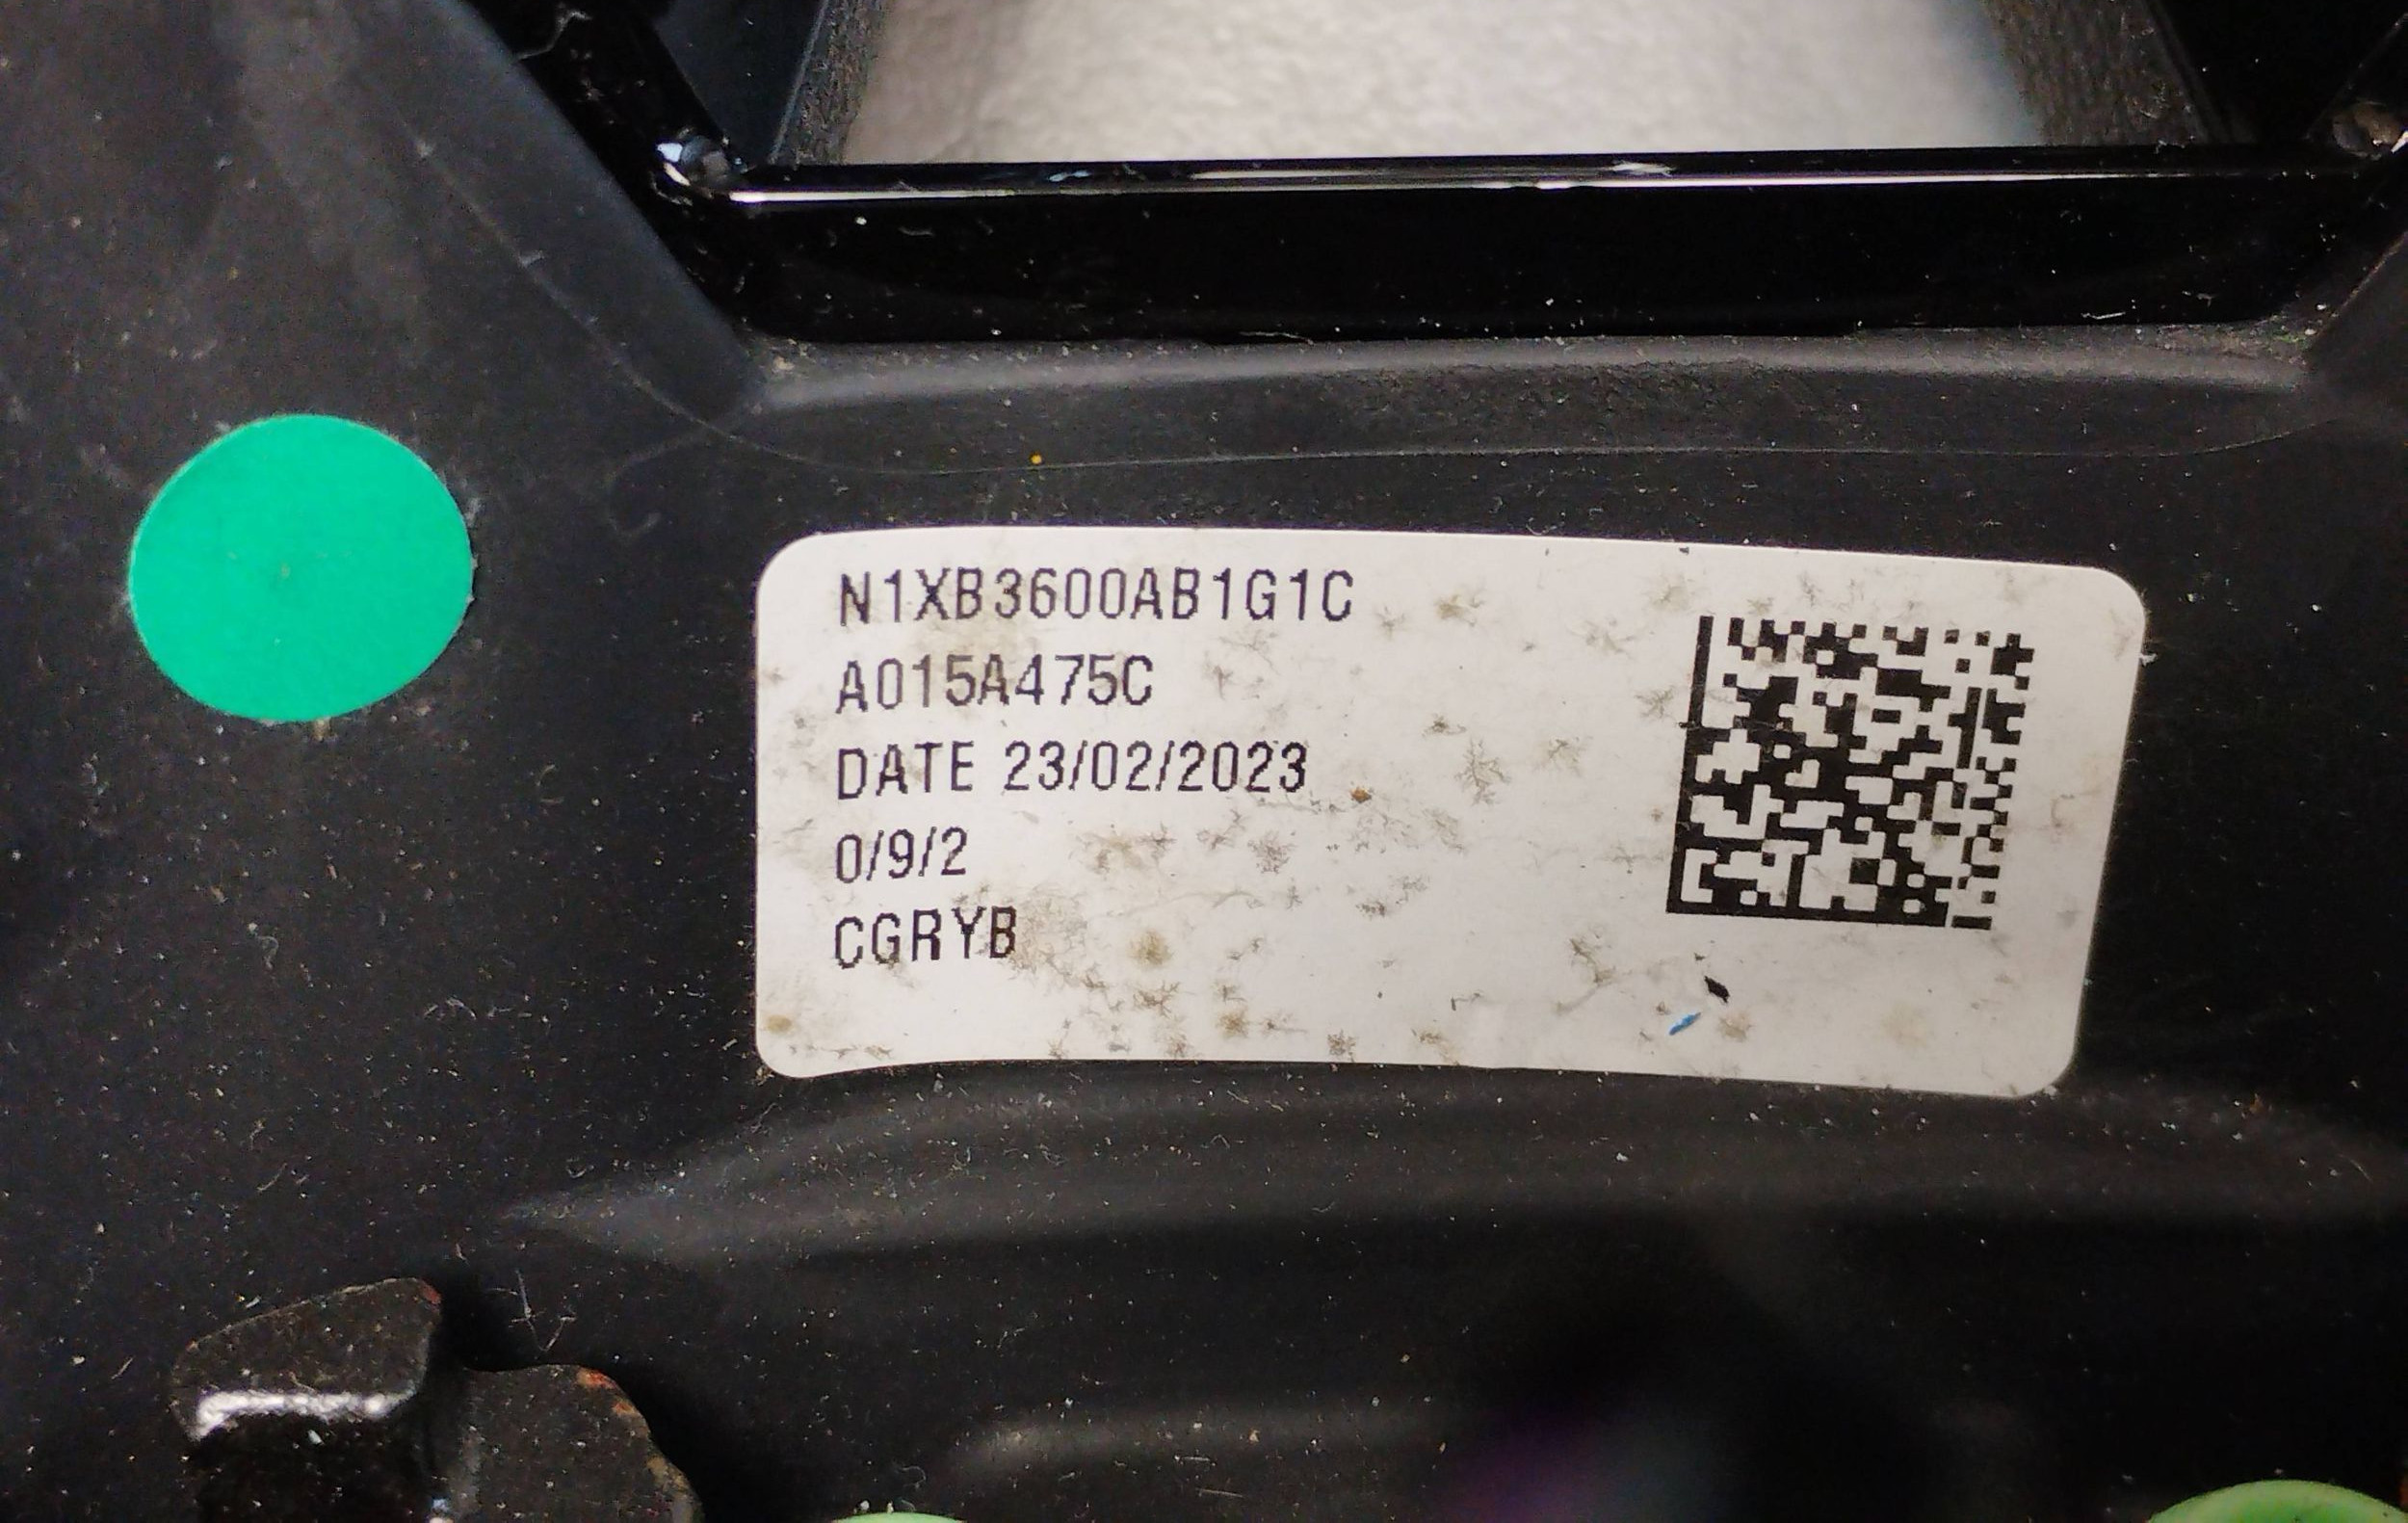 N1XB3600AB1G1C
A015A475C
DATE 23/02/2023
0/9/2
CGRYB